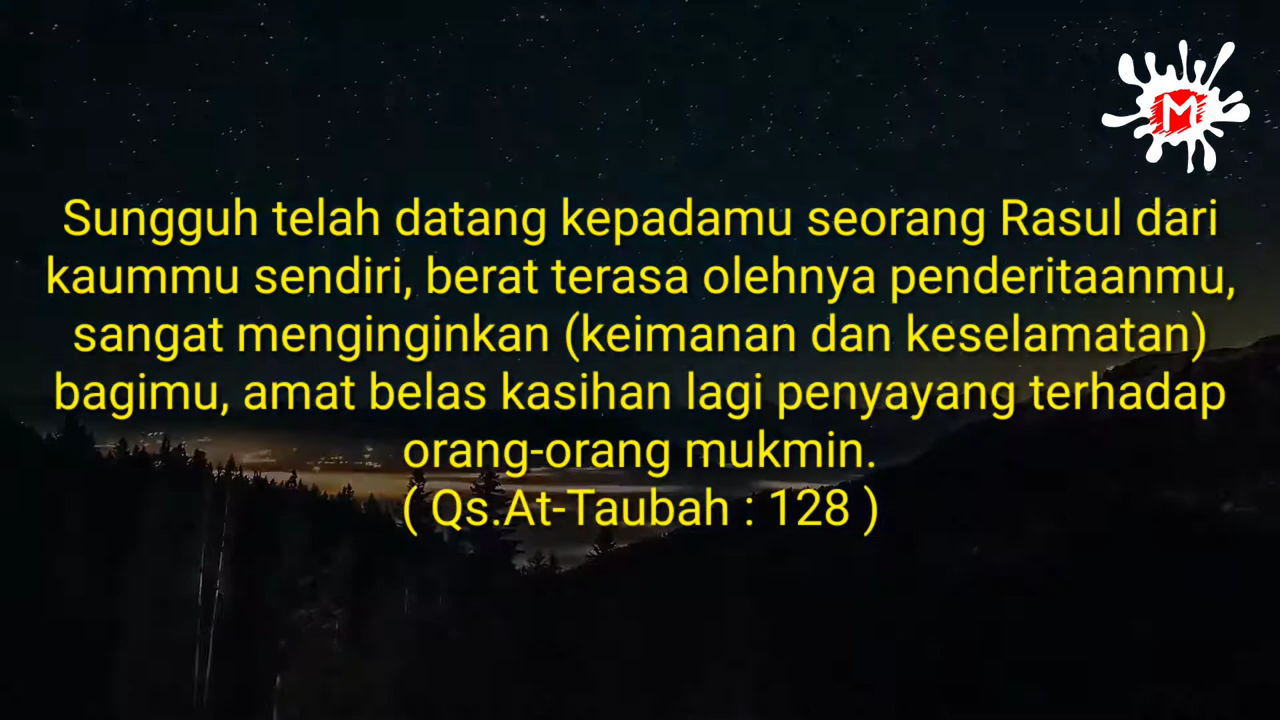 M
Sungguh telah datang kepadamu seorang Rasul dari
kaummu sendiri, berat terasa olehnya penderitaanmu,
sangat menginginkan (keimanan dan keselamatan)
bagimu, amat belas kasihan lagi penyayang terhadap
orang-orang mukmin.
( Qs.At-Taubah : 128 )